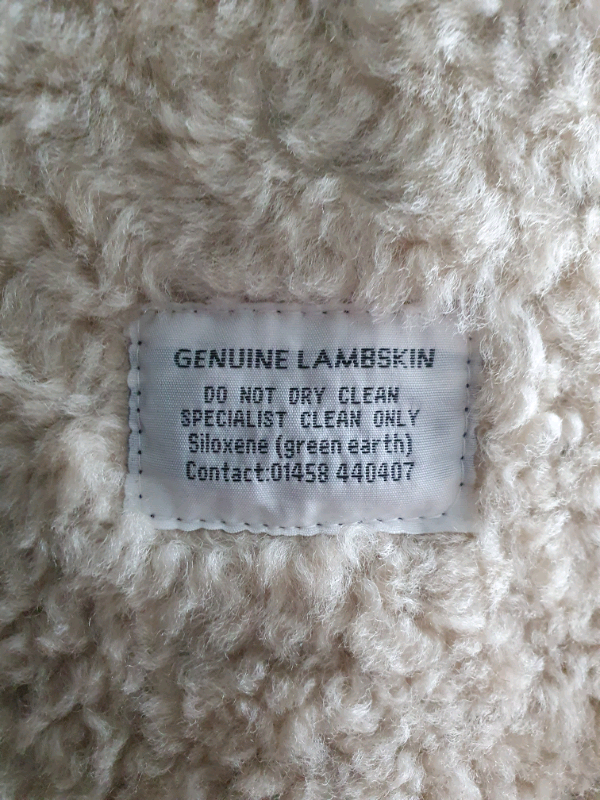 GENUINE LAMBSKIN
DO NOT DRY CLEAN
SPECIALIST CLEAN ONLY
Siloxene (green earth)
Contact:01458 440407